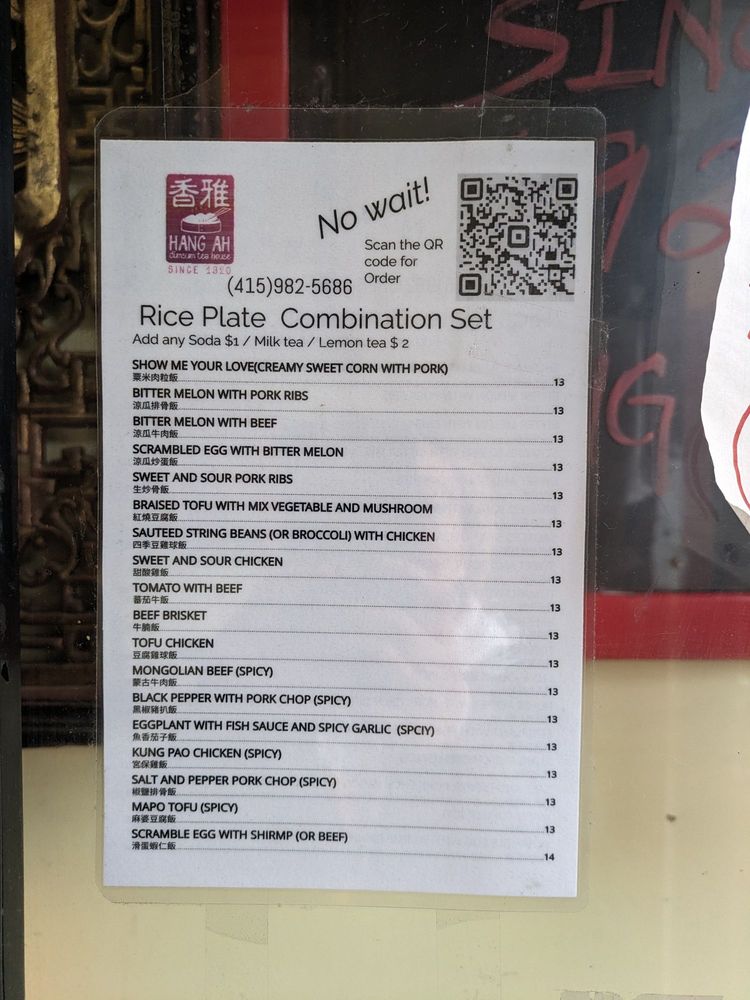 SINC
香雅
HANG AH
dimsum tea house
SINCE 1920
No wait!
Scan the QR
code for
Order
(415)982-5686
Rice Plate Combination Set
Add any Soda $1 / Milk tea / Lemon tea $ 2
SHOW ME YOUR LOVE(CREAMY SWEET CORN WITH PORK)
粟米肉粒飯 13
BITTER MELON WITH PORK RIBS
涼瓜排骨飯 13
BITTER MELON WITH BEEF
涼瓜牛肉飯 13
SCRAMBLED EGG WITH BITTER MELON
涼瓜炒蛋飯 13
SWEET AND SOUR PORK RIBS
生炒骨飯 13
BRAISED TOFU WITH MIX VEGETABLE AND MUSHROOM
紅燒豆腐飯 13
SAUTEED STRING BEANS (OR BROCCOLI) WITH CHICKEN
四季豆雞球飯 13
SWEET AND SOUR CHICKEN
甜酸雞飯 13
TOMATO WITH BEEF
蕃茄牛飯 13
BEEF BRISKET
牛腩飯 13
TOFU CHICKEN
豆腐雞球飯 13
MONGOLIAN BEEF (SPICY)
蒙古牛肉飯 13
BLACK PEPPER WITH PORK CHOP (SPICY)
黑椒豬扒飯 13
EGGPLANT WITH FISH SAUCE AND SPICY GARLIC (SPCIY)
魚香茄子飯 13
KUNG PAO CHICKEN (SPICY)
宮保雞飯 13
SALT AND PEPPER PORK CHOP (SPICY)
椒鹽排骨飯 13
MAPO TOFU (SPICY)
麻婆豆腐飯 13
SCRAMBLE EGG WITH SHIRMP (OR BEEF)
滑蛋蝦仁飯 14